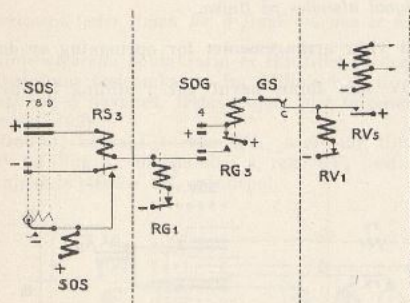 SOS
7 8 9
RS3
SOG
4
GS
C
RG3
RG1
RV5
RV1
SOS
+
-
-
+
+
+
-
+
+
-